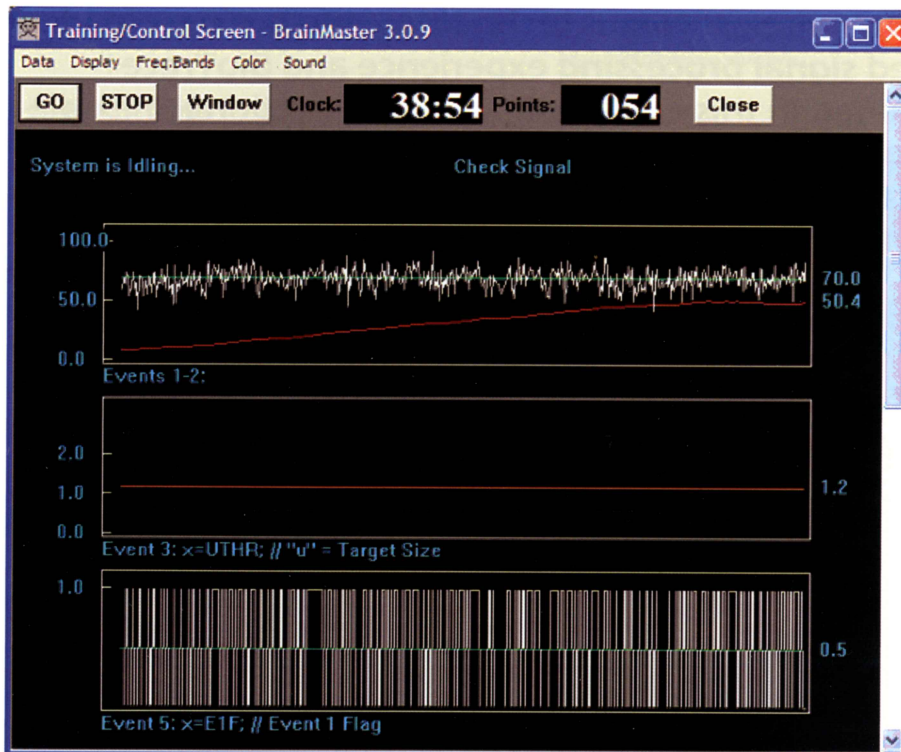 Training/Control Screen - BrainMaster 3.0.9
Data Display Freq.Bands Color Sound
GO STOP Window Clock: 38:54 Points: 054 Close
System is Idling... Check Signal
100.0
70.0
50.0
50.4
0.0
Events 1-2:
2.0
1.0
1.2
0.0
Event 3: x=UTHR; // "u" = Target Size
1.0
0.5
Event 5: x=E1F; // Event 1 Flag